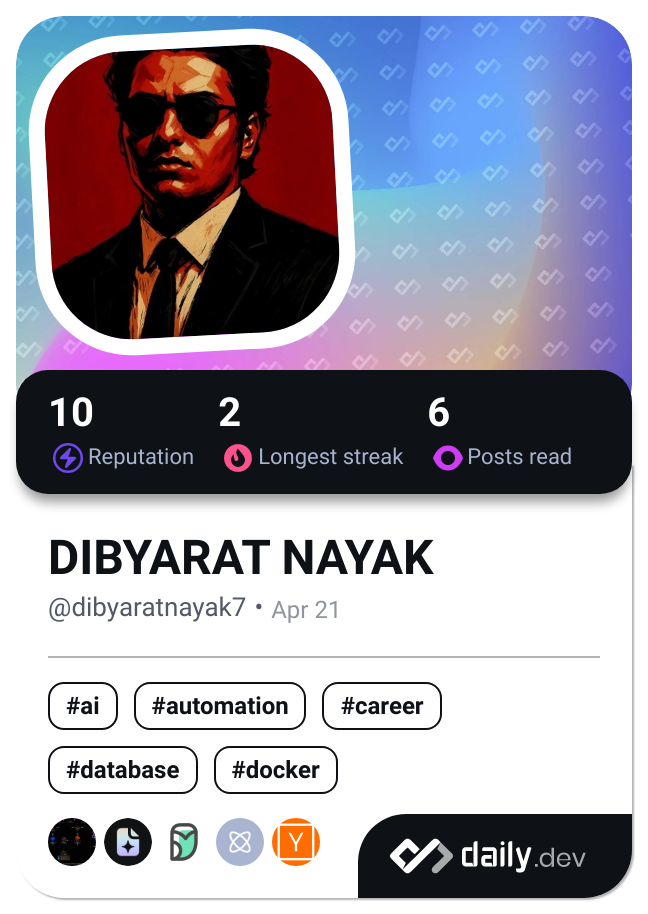 10 2 6
Reputation Longest streak Posts read
DIBYARAT NAYAK
@dibyaratnayak7 • Apr 21
#ai #automation #career
#database #docker
Y
daily.dev